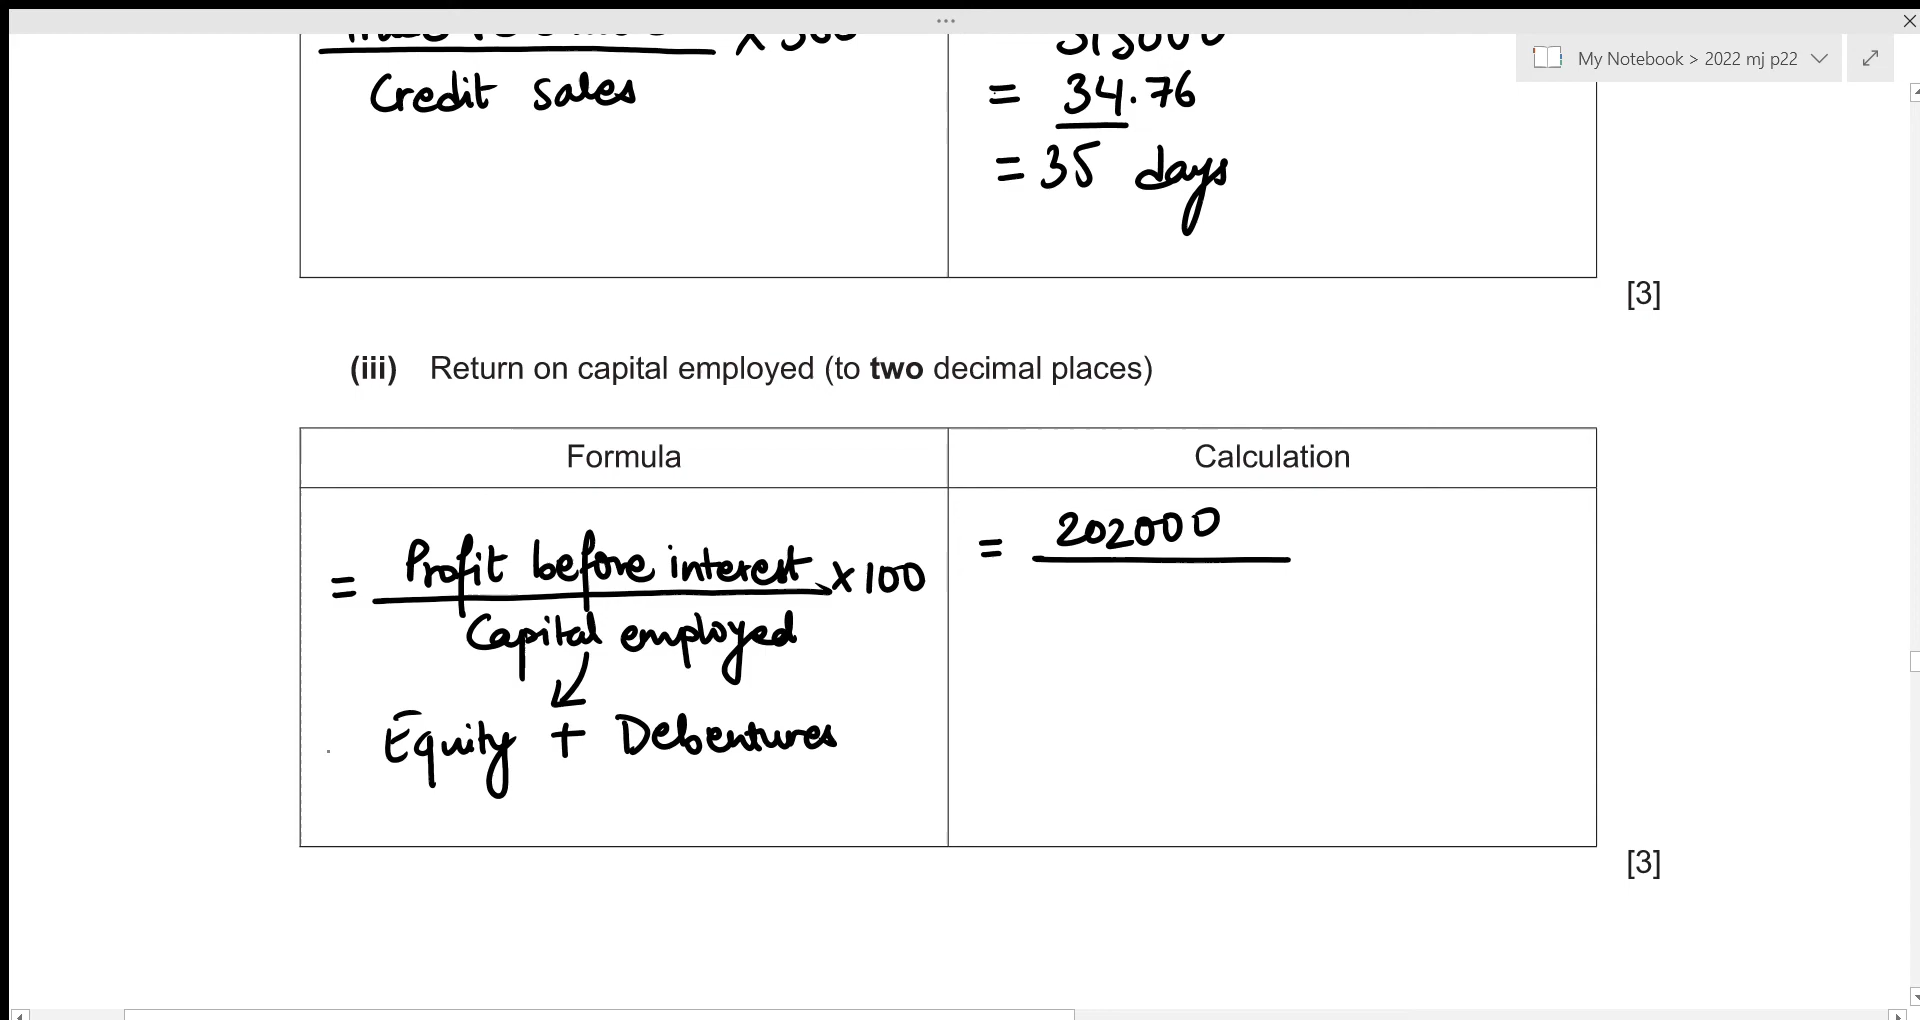 My Notebook > 2022 mj p22
Credit sales
= 34.76
= 35 days
[3]
(iii) Return on capital employed (to two decimal places)
Formula Calculation
= Profit before interest × 100
Capital employed
Equity + Debentures
= 202000
[3]